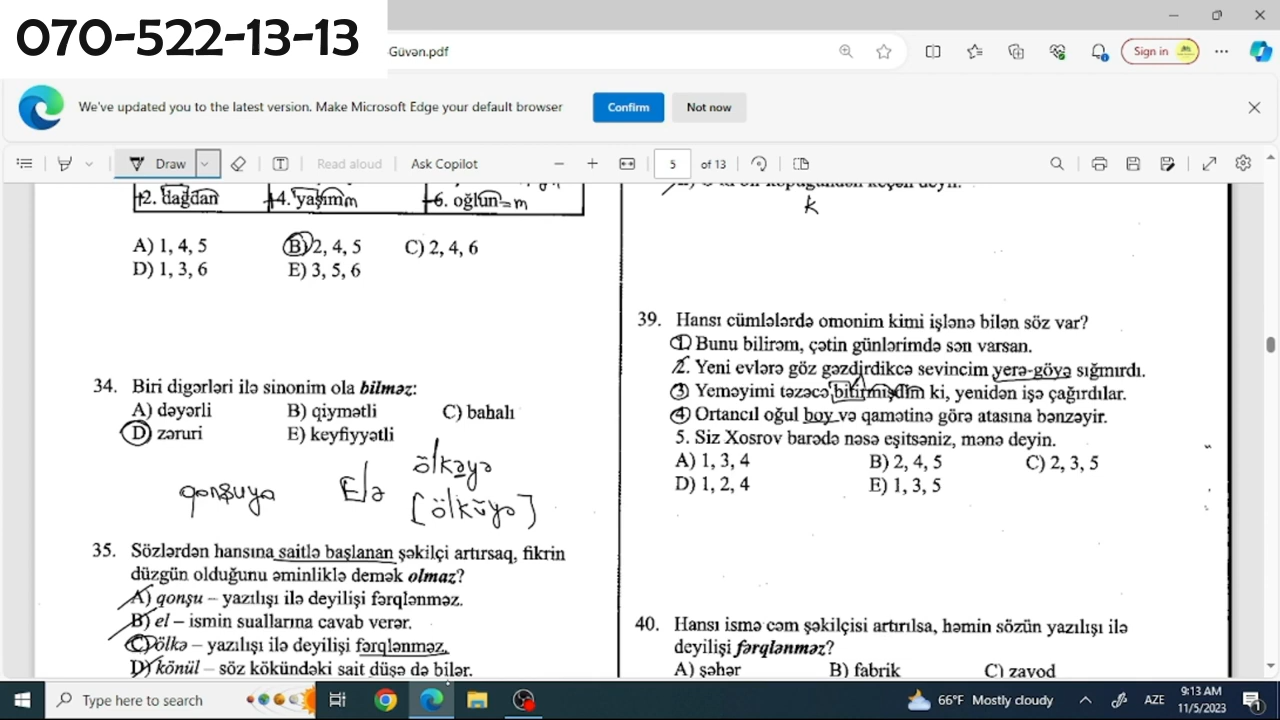 070-522-13-13
-Güvən.pdf
Sign in
We've updated you to the latest version. Make Microsoft Edge your default browser
Confirm
Not now
Draw
Read aloud
Ask Copilot
5
of 13
2. dağdan
4. yaşım m
6. oğlun = m
A) 1, 4, 5
B) 2, 4, 5
C) 2, 4, 6
D) 1, 3, 6
E) 3, 5, 6
34. Biri digərləri ilə sinonim ola bilməz:
A) dəyərli
B) qiymətli
C) bahalı
D) zəruri
E) keyfiyyətli
qonşuya
ölkəyə
[ölküyə]
35. Sözlərdən hansına saitlə başlanan şəkilçi artırsaq, fikrin
düzgün olduğunu əminliklə demək olmaz?
A) qonşu – yazılışı ilə deyilişi fərqlənməz.
B) el – ismin suallarına cavab verər.
C) ölkə – yazılışı ilə deyilişi fərqlənməz.
D) könül – söz kökündəki sait düşə də bilər.
k
39. Hansı cümlələrdə omonim kimi işlənə bilən söz var?
1. Bunu bilirəm, çətin günlərimdə sən varsan.
2. Yeni evlərə göz gəzdirdikcə sevincim yerə-göyə sığmırdı.
3. Yeməyimi təzəcə bitirmişdim ki, yenidən işə çağırdılar.
4. Ortancıl oğul boy və qamətinə görə atasına bənzəyir.
5. Siz Xosrov barədə nəsə eşitsəniz, mənə deyin.
A) 1, 3, 4
B) 2, 4, 5
C) 2, 3, 5
D) 1, 2, 4
E) 1, 3, 5
40. Hansı ismə cəm şəkilçisi artırılsa, həmin sözün yazılışı ilə
deyilişi fərqlənməz?
A) şəhər
B) fabrik
C) zavod
Type here to search
66°F Mostly cloudy
AZE
9:13 AM
11/5/2023
1